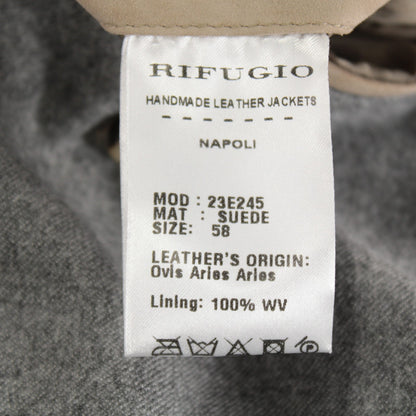 RIFUGIO
HANDMADE LEATHER JACKETS
- - - - - - -
NAPOLI
MOD : 23E245
MAT : SUEDE
SIZE: 58
LEATHER'S ORIGIN:
Ovis Aries Aries
Lining: 100% WV